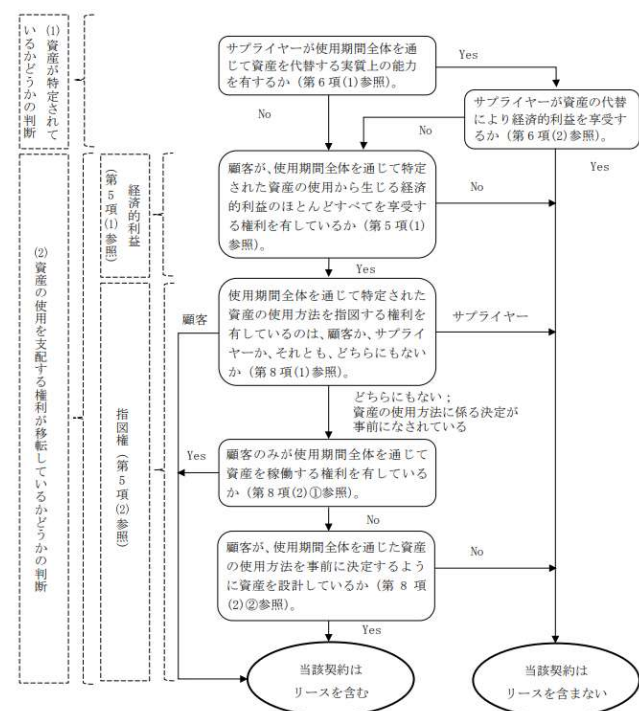 (1)資産が特定されて
いるかどうかの判断
サプライヤーが使用期間全体を通
じて資産を代替する実質上の能力
を有するか（第６項(1)参照）。
Yes
No
サプライヤーが資産の代替
により経済的利益を享受す
るか（第６項(2)参照）。
No
Yes
(2)資産の使用を支配する権利が移転しているかどうかの判断
経済的利益
(第５項(1)参照)
顧客が、使用期間全体を通じて特定
された資産の使用から生じる経済
的利益のほとんどすべてを享受す
る権利を有しているか（第５項(1)
参照）。
No
Yes
指図権（第５項(2)参照）
使用期間全体を通じて特定された
資産の使用方法を指図する権利を
有しているのは、顧客か、サプライ
ヤーか、それとも、どちらにもない
か（第８項(1)参照）。
顧客
サプライヤー
どちらにもない；
資産の使用方法に係る決定が
事前になされている
顧客のみが使用期間全体を通じて
資産を稼働する権利を有している
か（第８項(2)①参照）。
Yes
No
顧客が、使用期間全体を通じた資産
の使用方法を事前に決定するよう
に資産を設計しているか（第 ８ 項
(2)②参照）。
No
Yes
当該契約は
リースを含む
当該契約は
リースを含まない